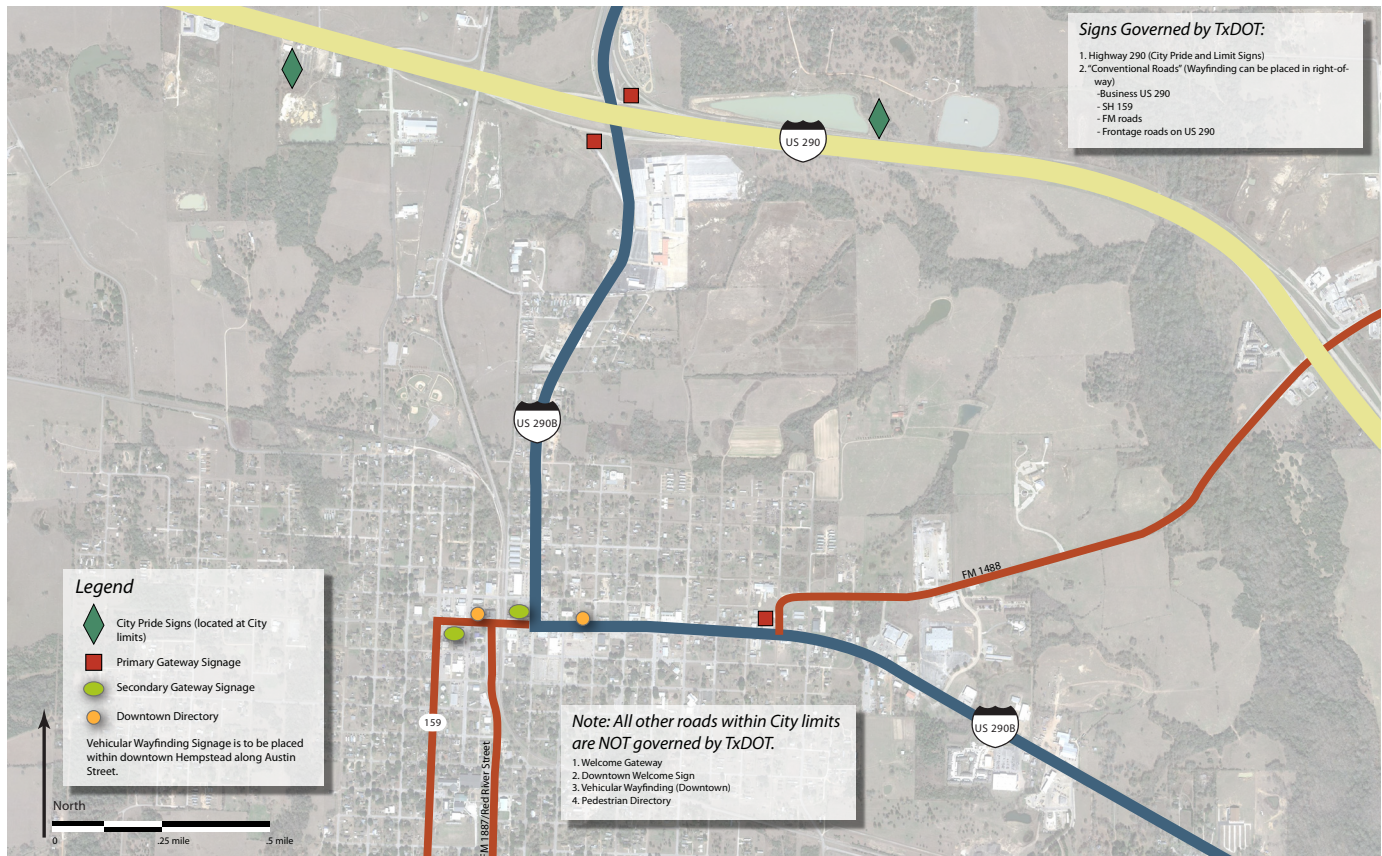 Signs Governed by TxDOT:
1. Highway 290 (City Pride and Limit Signs)
2. "Conventional Roads" (Wayfinding can be placed in right-of-
way)
-Business US 290
- SH 159
- FM roads
- Frontage roads on US 290
US 290
US 290B
FM 1488
Legend
City Pride Signs (located at City
limits)
Primary Gateway Signage
Secondary Gateway Signage
Downtown Directory
Vehicular Wayfinding Signage is to be placed
within downtown Hempstead along Austin
Street.
159
FM 1887/Red River Street
Note: All other roads within City limits
are NOT governed by TxDOT.
1. Welcome Gateway
2. Downtown Welcome Sign
3. Vehicular Wayfinding (Downtown)
4. Pedestrian Directory
US 290B
North
0
.25 mile
.5 mile